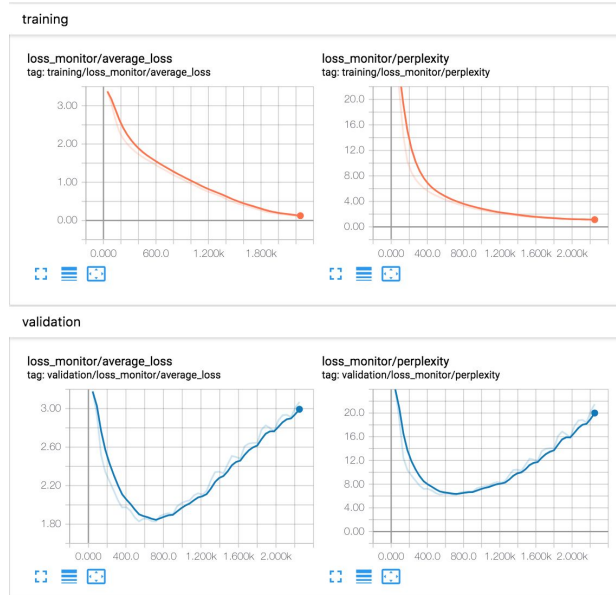 training
loss_monitor/average_loss
tag: training/loss_monitor/average_loss
3.00
2.00
1.00
0.00
0.000 600.0 1.200k 1.800k
loss_monitor/perplexity
tag: training/loss_monitor/perplexity
20.0
16.0
12.0
8.00
4.00
0.00
0.000 400.0 800.0 1.200k 1.600k 2.000k
validation
loss_monitor/average_loss
tag: validation/loss_monitor/average_loss
3.00
2.60
2.20
1.80
0.000 400.0 800.0 1.200k 1.600k 2.000k
loss_monitor/perplexity
tag: validation/loss_monitor/perplexity
20.0
16.0
12.0
8.00
4.00
0.00
0.000 400.0 800.0 1.200k 1.600k 2.000k